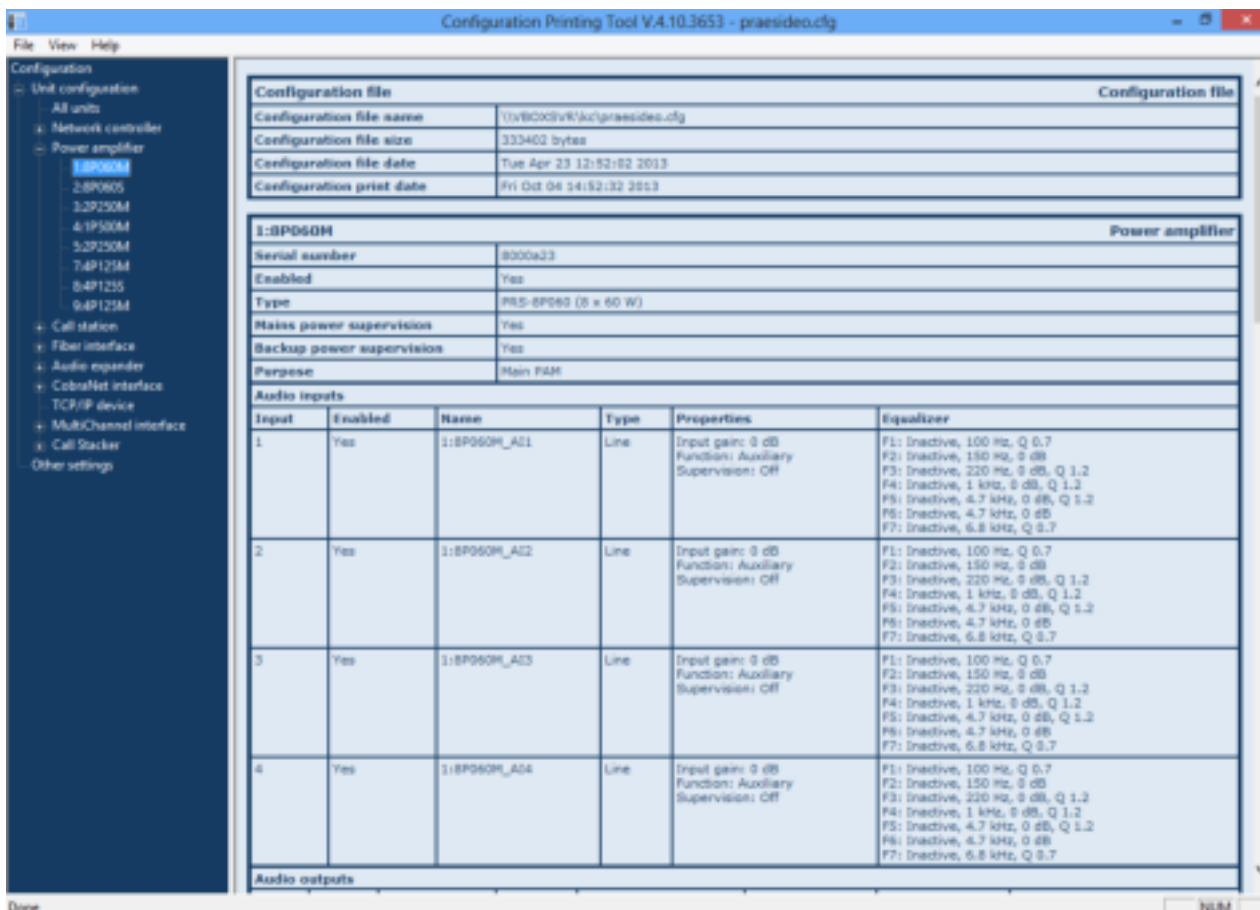 Configuration Printing Tool V.4.10.3653 - praesideo.cfg
File View Help
Configuration
Unit configuration
All units
Network controller
Power amplifier
1:8P060M
2:8P060S
3:2P250M
4:1P500M
5:2P250M
7:4P125M
8:4P125S
9:4P125M
Call station
Fiber interface
Audio expander
CobraNet interface
TCP/IP device
MultiChannel interface
Call Stacker
Other settings
Configuration file Configuration file
Configuration file name \\VBOXSVR\kc\praesideo.cfg
Configuration file size 333402 bytes
Configuration file date Tue Apr 23 12:52:02 2013
Configuration print date Fri Oct 04 14:52:32 2013
1:8P060M Power amplifier
Serial number 8000a23
Enabled Yes
Type PRS-8P060 (8 x 60 W)
Mains power supervision Yes
Backup power supervision Yes
Purpose Main PAM
Audio inputs
Input Enabled Name Type Properties Equalizer
1 Yes 1:8P060M_AI1 Line Input gain: 0 dB F1: Inactive, 100 Hz, Q 0.7
Function: Auxiliary F2: Inactive, 150 Hz, 0 dB
Supervision: Off F3: Inactive, 220 Hz, 0 dB, Q 1.2
F4: Inactive, 1 kHz, 0 dB, Q 1.2
F5: Inactive, 4.7 kHz, 0 dB, Q 1.2
F6: Inactive, 4.7 kHz, 0 dB
F7: Inactive, 6.8 kHz, Q 0.7
2 Yes 1:8P060M_AI2 Line Input gain: 0 dB F1: Inactive, 100 Hz, Q 0.7
Function: Auxiliary F2: Inactive, 150 Hz, 0 dB
Supervision: Off F3: Inactive, 220 Hz, 0 dB, Q 1.2
F4: Inactive, 1 kHz, 0 dB, Q 1.2
F5: Inactive, 4.7 kHz, 0 dB, Q 1.2
F6: Inactive, 4.7 kHz, 0 dB
F7: Inactive, 6.8 kHz, Q 0.7
3 Yes 1:8P060M_AI3 Line Input gain: 0 dB F1: Inactive, 100 Hz, Q 0.7
Function: Auxiliary F2: Inactive, 150 Hz, 0 dB
Supervision: Off F3: Inactive, 220 Hz, 0 dB, Q 1.2
F4: Inactive, 1 kHz, 0 dB, Q 1.2
F5: Inactive, 4.7 kHz, 0 dB, Q 1.2
F6: Inactive, 4.7 kHz, 0 dB
F7: Inactive, 6.8 kHz, Q 0.7
4 Yes 1:8P060M_AI4 Line Input gain: 0 dB F1: Inactive, 100 Hz, Q 0.7
Function: Auxiliary F2: Inactive, 150 Hz, 0 dB
Supervision: Off F3: Inactive, 220 Hz, 0 dB, Q 1.2
F4: Inactive, 1 kHz, 0 dB, Q 1.2
F5: Inactive, 4.7 kHz, 0 dB, Q 1.2
F6: Inactive, 4.7 kHz, 0 dB
F7: Inactive, 6.8 kHz, Q 0.7
Audio outputs
Done NUM